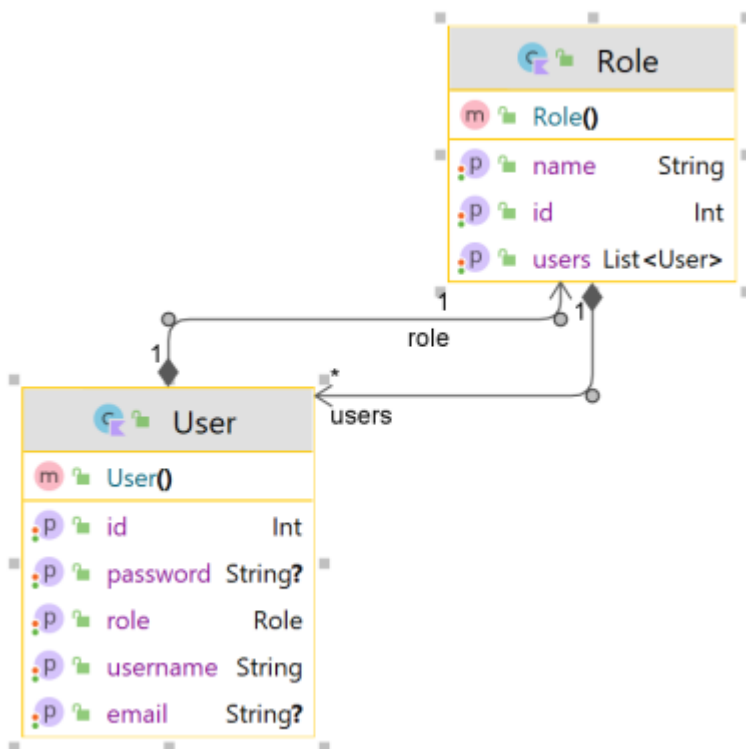 Role
m Role()
p name String
p id Int
p users List<User>
1
1
role
1
*
users
User
m User()
p id Int
p password String?
p role Role
p username String
p email String?